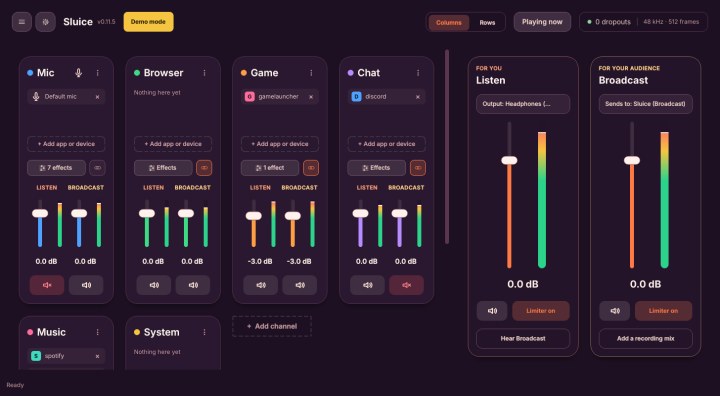 Sluice v0.11.5 Demo mode
Columns Rows
Playing now
0 dropouts 48 kHz · 512 frames
Mic
Default mic ×
+ Add app or device
7 effects
LISTEN BROADCAST
0.0 dB 0.0 dB
Browser
Nothing here yet
+ Add app or device
Effects
LISTEN BROADCAST
0.0 dB 0.0 dB
Game
G gamelauncher ×
+ Add app or device
1 effect
LISTEN BROADCAST
-3.0 dB -3.0 dB
Chat
D discord ×
+ Add app or device
Effects
LISTEN BROADCAST
0.0 dB 0.0 dB
Music
S spotify ×
System
Nothing here yet
+ Add channel
FOR YOU
Listen
Output: Headphones (...
0.0 dB
Limiter on
Hear Broadcast
FOR YOUR AUDIENCE
Broadcast
Sends to: Sluice (Broadcast)
0.0 dB
Limiter on
Add a recording mix
Ready